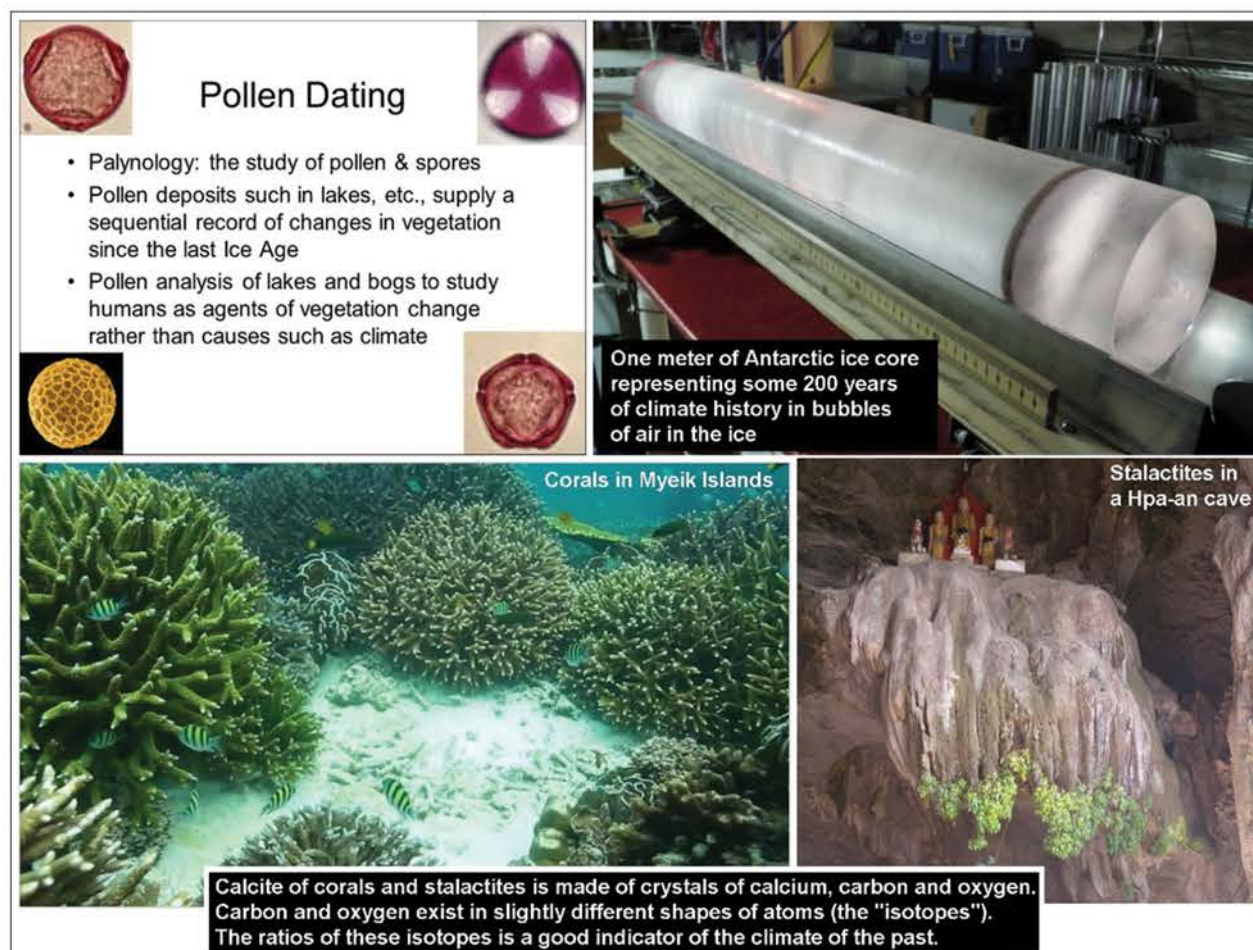 Pollen Dating
• Palynology: the study of pollen & spores
• Pollen deposits such in lakes, etc., supply a
sequential record of changes in vegetation
since the last Ice Age
• Pollen analysis of lakes and bogs to study
humans as agents of vegetation change
rather than causes such as climate
One meter of Antarctic ice core
representing some 200 years
of climate history in bubbles
of air in the ice
Corals in Myeik Islands
Stalactites in
a Hpa-an cave
Calcite of corals and stalactites is made of crystals of calcium, carbon and oxygen.
Carbon and oxygen exist in slightly different shapes of atoms (the "isotopes").
The ratios of these isotopes is a good indicator of the climate of the past.